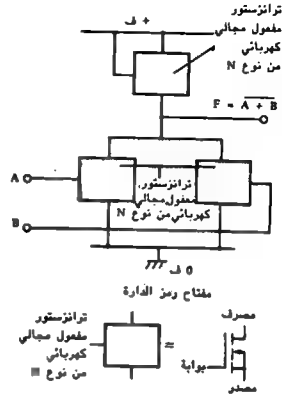 ترانزستور
مفعول مجالي
كهربائي
من نوع N
+ ف
F = A + B
A
ترانزستور
مفعول مجالي
كهربائي من نوع N
B
0 ف
مفتاح رمز الدارة
ترانزستور
مفعول مجالي
كهربائي
من نوع
=
مصرف
بوابة
مصدر